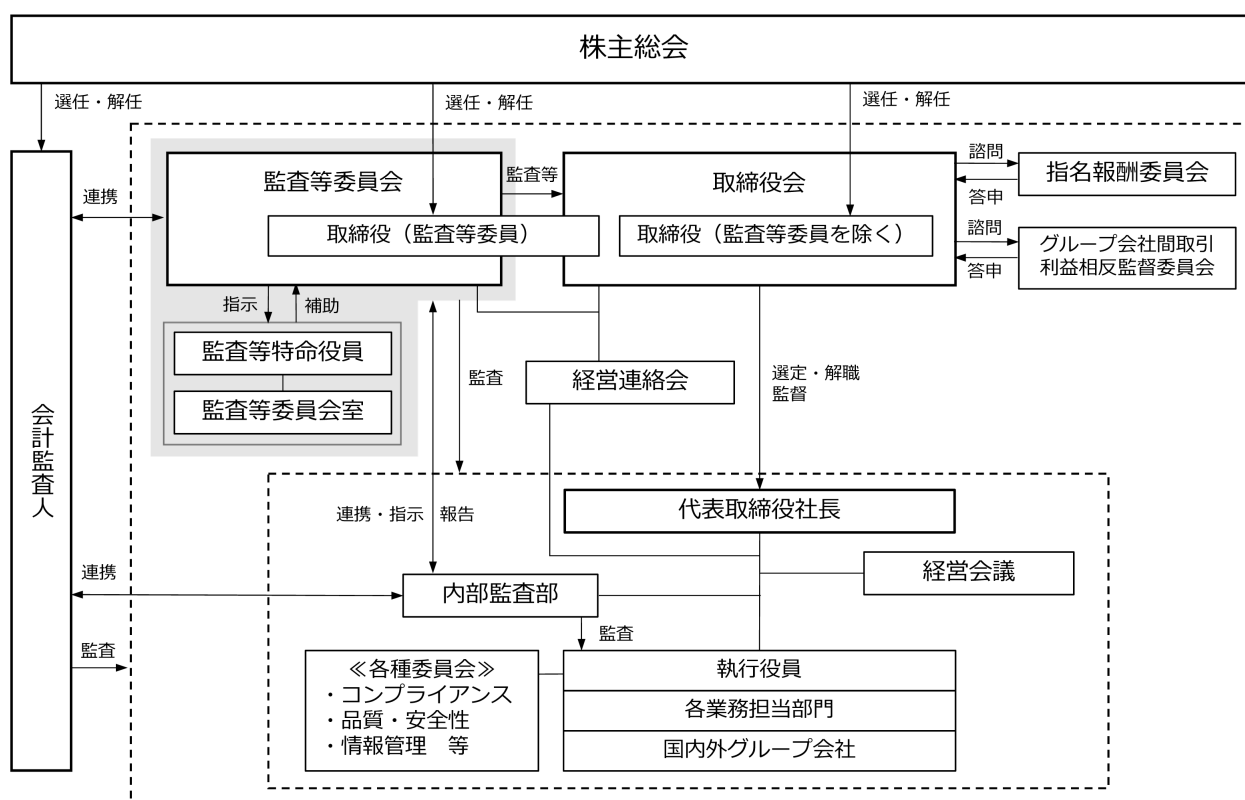 株主総会
選任・解任
選任・解任
選任・解任
監査等委員会
監査等
取締役会
諮問
答申
指名報酬委員会
連携
取締役（監査等委員）
取締役（監査等委員を除く）
諮問
答申
グループ会社間取引
利益相反監督委員会
指示
補助
監査等特命役員
監査等委員会室
監査
経営連絡会
選定・解職
監督
会計監査人
代表取締役社長
連携・指示
報告
経営会議
連携
内部監査部
監査
監査
≪各種委員会≫
・コンプライアンス
・品質・安全性
・情報管理　等
執行役員
各業務担当部門
国内外グループ会社